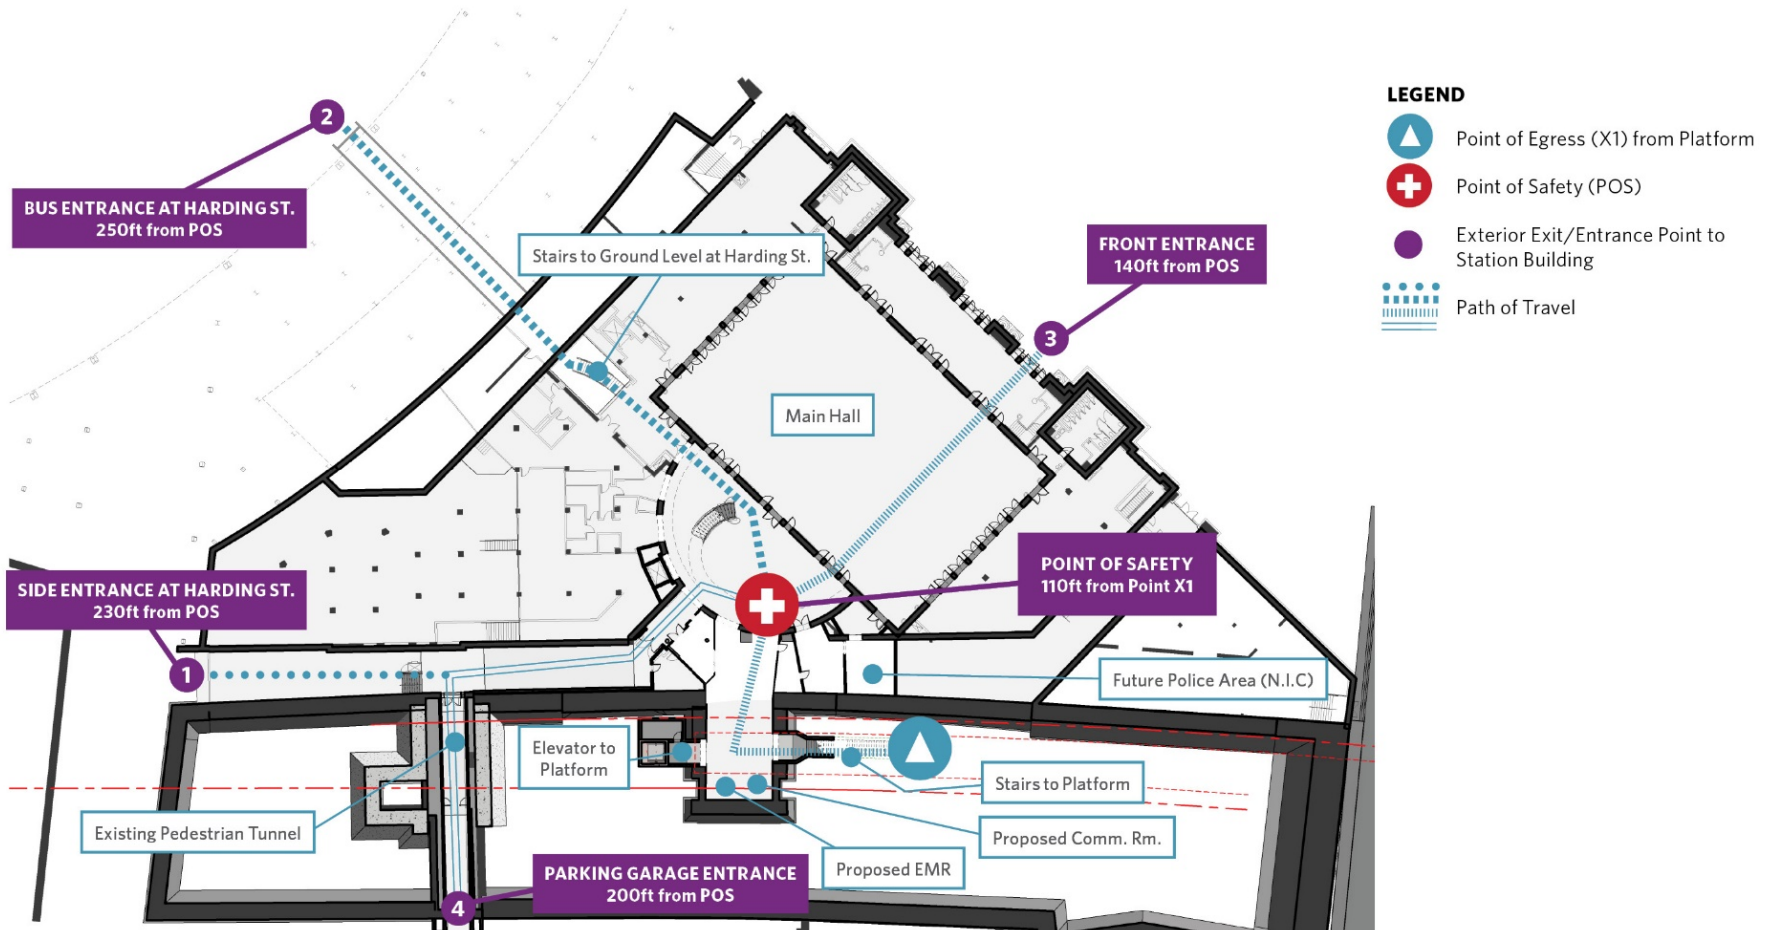 2
BUS ENTRANCE AT HARDING ST.
250ft from POS
Stairs to Ground Level at Harding St.
FRONT ENTRANCE
140ft from POS
3
Main Hall
LEGEND
Point of Egress (X1) from Platform
Point of Safety (POS)
Exterior Exit/Entrance Point to
Station Building
Path of Travel
SIDE ENTRANCE AT HARDING ST.
230ft from POS
1
POINT OF SAFETY
110ft from Point X1
Future Police Area (N.I.C)
Elevator to
Platform
Stairs to Platform
Existing Pedestrian Tunnel
Proposed Comm. Rm.
Proposed EMR
PARKING GARAGE ENTRANCE
200ft from POS
4